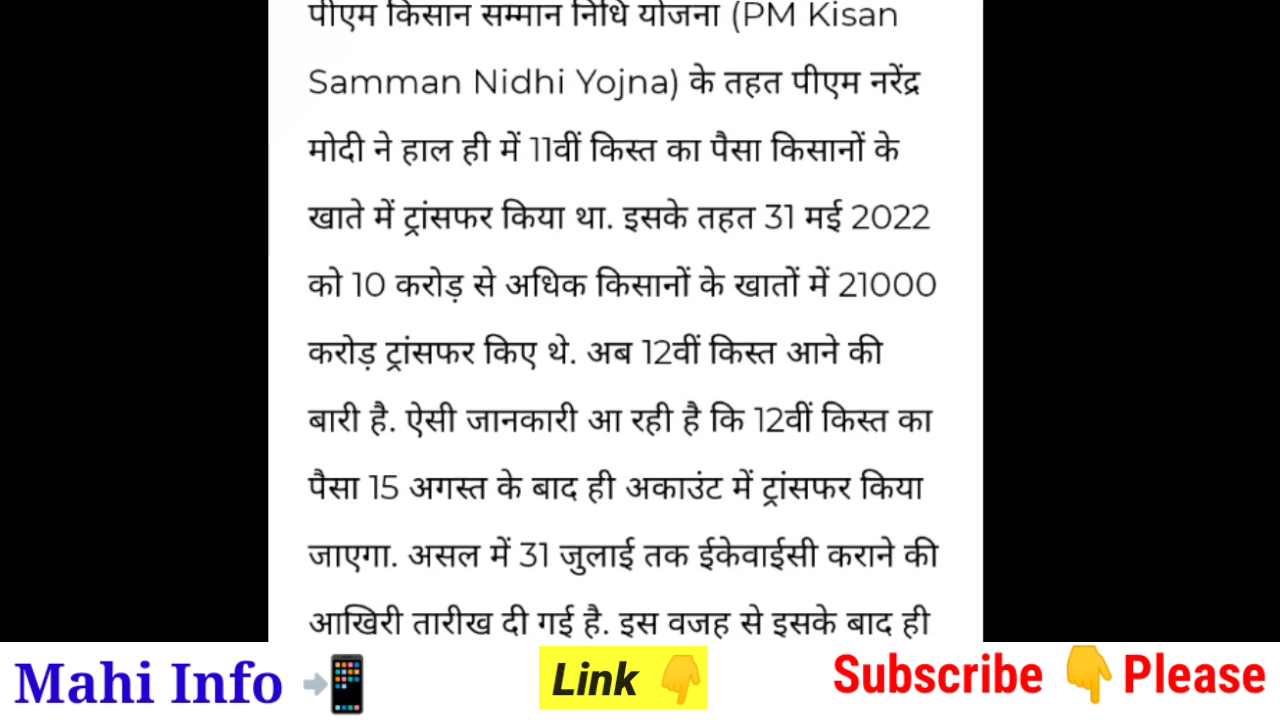 पीएम किसान सम्मान निधि योजना (PM Kisan
Samman Nidhi Yojna) के तहत पीएम नरेंद्र
मोदी ने हाल ही में 11वीं किस्त का पैसा किसानों के
खाते में ट्रांसफर किया था. इसके तहत 31 मई 2022
को 10 करोड़ से अधिक किसानों के खातों में 21000
करोड़ ट्रांसफर किए थे. अब 12वीं किस्त आने की
बारी है. ऐसी जानकारी आ रही है कि 12वीं किस्त का
पैसा 15 अगस्त के बाद ही अकाउंट में ट्रांसफर किया
जाएगा. असल में 31 जुलाई तक ईकेवाईसी कराने की
आखिरी तारीख दी गई है. इस वजह से इसके बाद ही
Mahi Info Link Subscribe Please